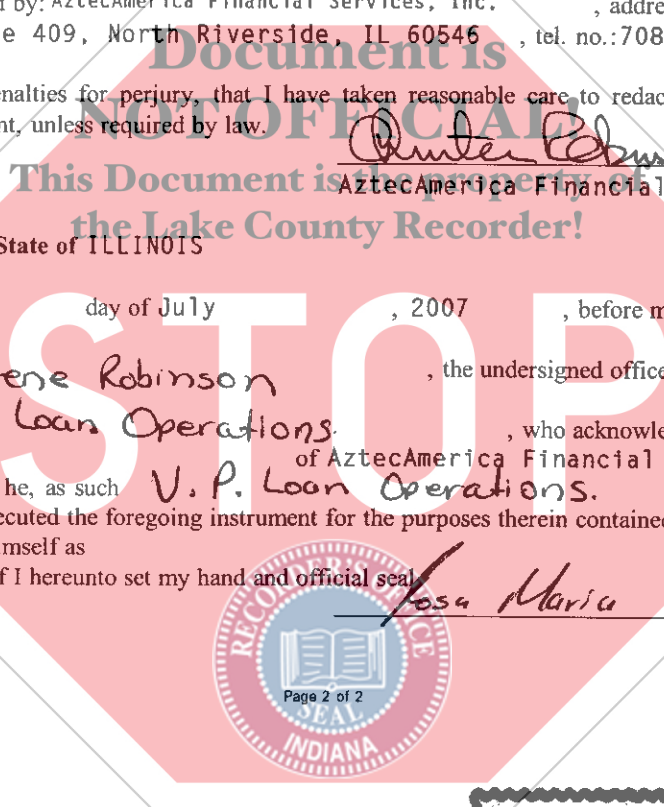 d by: AztecAmerica Financial Services, Inc. , addres
e 409, North Riverside, IL 60546 , tel. no.: 708
Document is
enalties for perjury, that I have taken reasonable care to redac
NOT OFFICIAL!
nt, unless required by law.
This Document is the property of
AztecAmerica Financial
the Lake County Recorder!
State of ILLINOIS
STOP
day of July , 2007 , before m
ene Robinson , the undersigned office
Loan Operations. , who acknowle
of AztecAmerica Financial
he, as such V. P. Loan Operations.
ecuted the foregoing instrument for the purposes therein contained
mself as
f I hereunto set my hand and official seal
Rosa Maria
RECORDER'S OFFICE
Page 2 of 2
SEAL
INDIANA